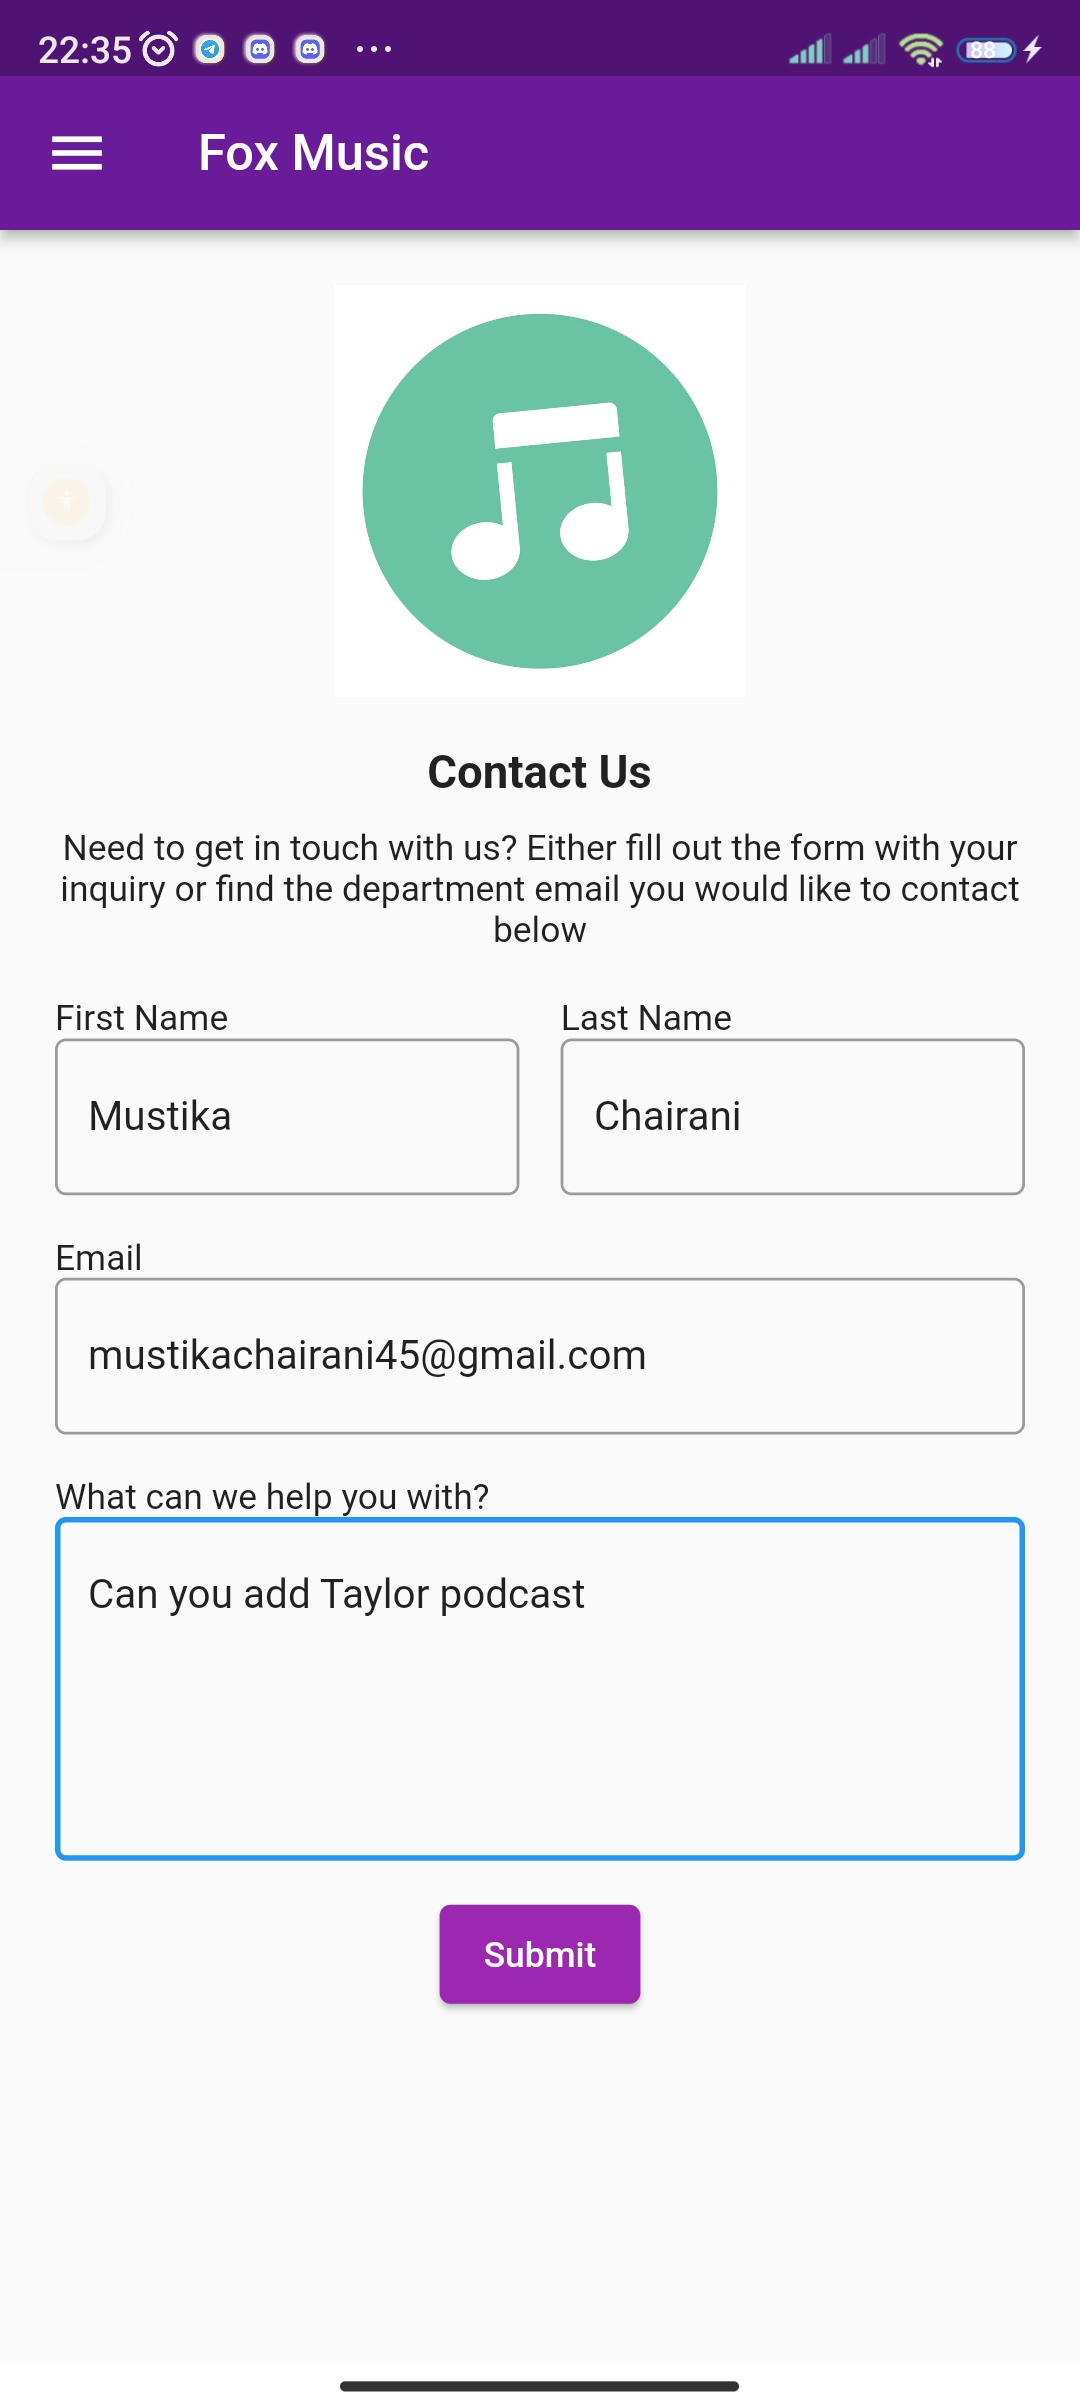 22:35
88
Fox Music
Contact Us
Need to get in touch with us? Either fill out the form with your
inquiry or find the department email you would like to contact
below
First Name
Last Name
Mustika
Chairani
Email
mustikachairani45@gmail.com
What can we help you with?
Can you add Taylor podcast
Submit